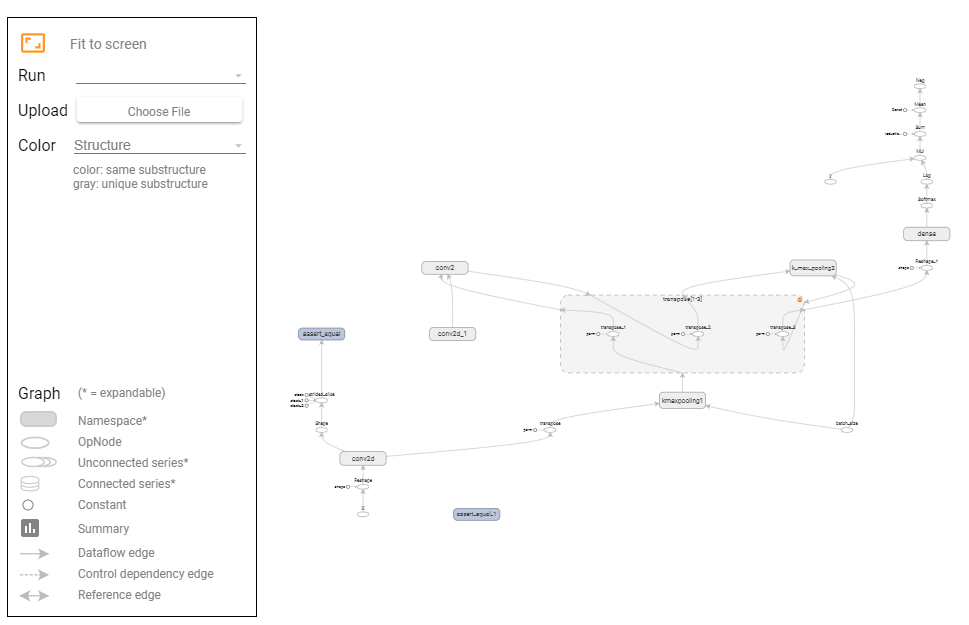 Fit to screen
Run
Upload
Choose File
Color
Structure
color: same substructure
gray: unique substructure
Graph
(* = expandable)
Namespace*
OpNode
Unconnected series*
Connected series*
Constant
Summary
Dataflow edge
Control dependency edge
Reference edge
Neg
Mean
Const
Sum
Mul
y
Log
Softmax
dense
Reshape_1
shape
conv2
k_max_pooling2
transpose[1-3]
transpose_1
perm
transpose_2
perm
perm
assert_equal
conv2d_1
kmaxpooling1
strided_slice
stack_1
stack_2
Shape
transpose
perm
batch_size
conv2d
Reshape
shape
assert_equal_1